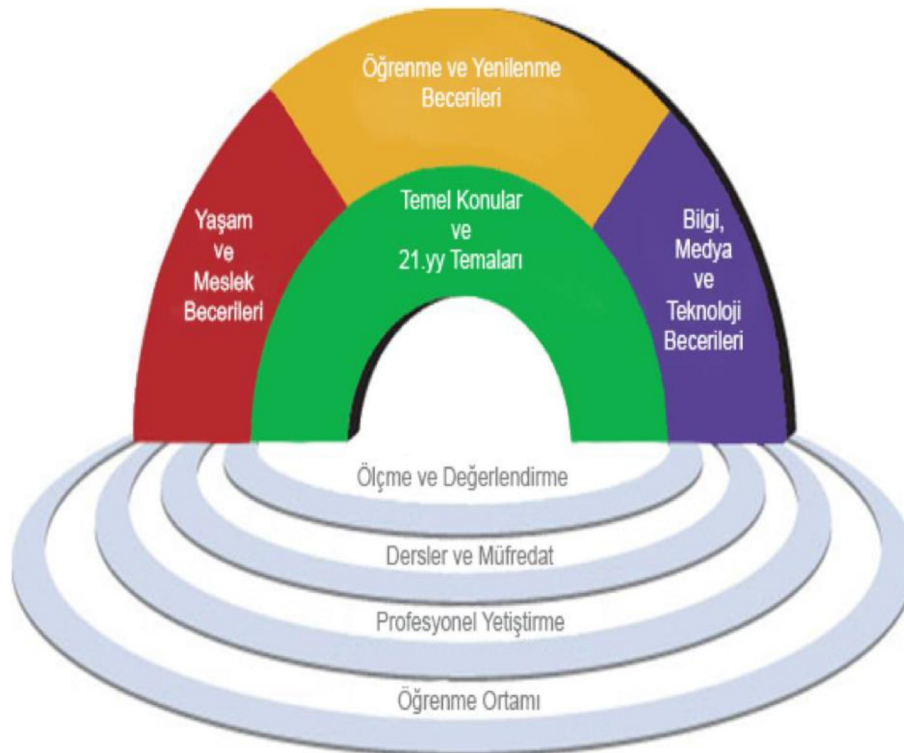 Öğrenme ve Yenilenme
Becerileri
Yaşam
ve
Meslek
Becerileri
Temel Konular
ve
21.yy Temaları
Bilgi,
Medya
ve
Teknoloji
Becerileri
Ölçme ve Değerlendirme
Dersler ve Müfredat
Profesyonel Yetiştirme
Öğrenme Ortamı